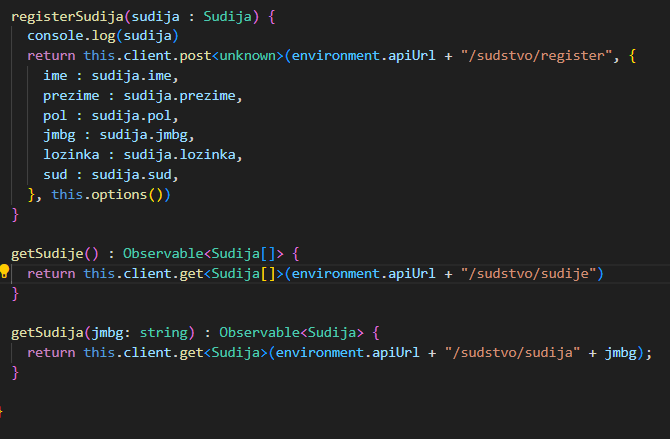 registerSudija(sudija : Sudija) {
console.log(sudija)
return this.client.post<unknown>(environment.apiUrl + "/sudstvo/register", {
ime : sudija.ime,
prezime : sudija.prezime,
pol : sudija.pol,
jmbg : sudija.jmbg,
lozinka : sudija.lozinka,
sud : sudija.sud,
}, this.options())
}
getSudije() : Observable<Sudija[]> {
return this.client.get<Sudija[]>(environment.apiUrl + "/sudstvo/sudije")
}
getSudija(jmbg: string) : Observable<Sudija> {
return this.client.get<Sudija>(environment.apiUrl + "/sudstvo/sudija" + jmbg);
}
}